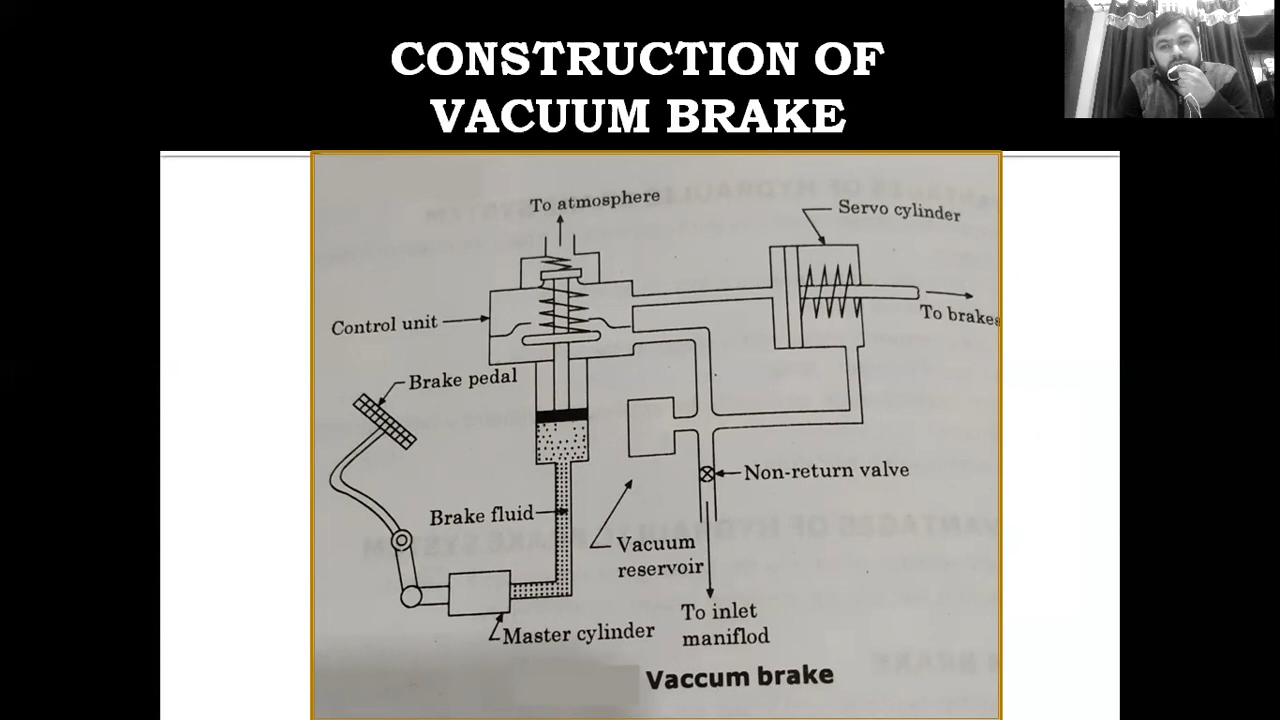 CONSTRUCTION OF
VACUUM BRAKE
To atmosphere
Servo cylinder
Control unit
To brakes
Brake pedal
Non-return valve
Brake fluid
Vacuum
reservoir
To inlet
maniflod
Master cylinder
Vaccum brake